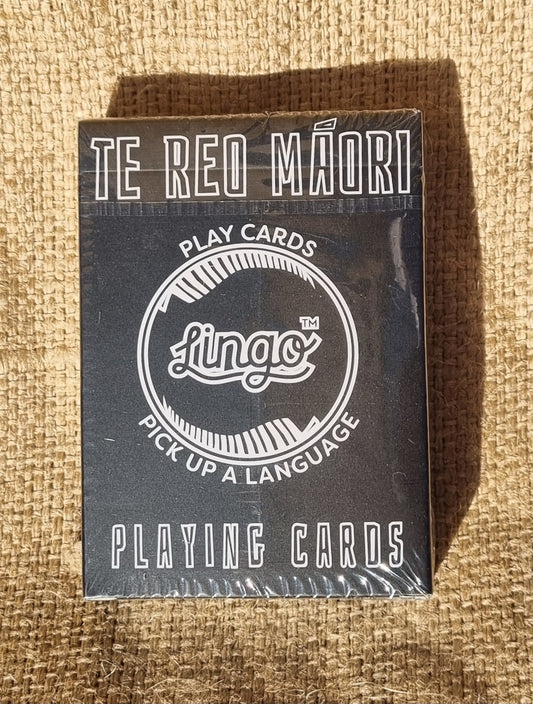 TE REO MĀORI
PLAY CARDS
Lingo™
PICK UP A LANGUAGE
PLAYING CARDS